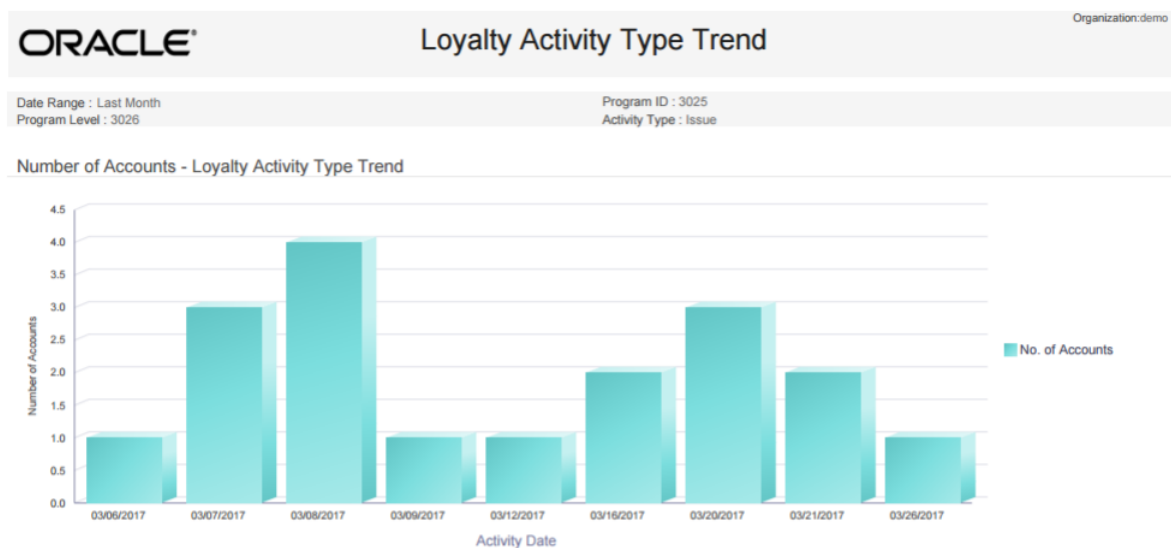 Organization:demo
ORACLE®
Loyalty Activity Type Trend
Date Range : Last Month
Program ID : 3025
Program Level : 3026
Activity Type : Issue
Number of Accounts - Loyalty Activity Type Trend
4.5
4.0
3.5
3.0
2.5
2.0
1.5
1.0
0.5
0.0
Number of Accounts
No. of Accounts
03/06/2017 03/07/2017 03/08/2017 03/09/2017 03/12/2017 03/16/2017 03/20/2017 03/21/2017 03/26/2017
Activity Date